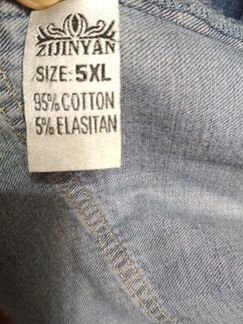 ZIJINYAN
SIZE: 5XL
95% COTTON
5% ELASITAN